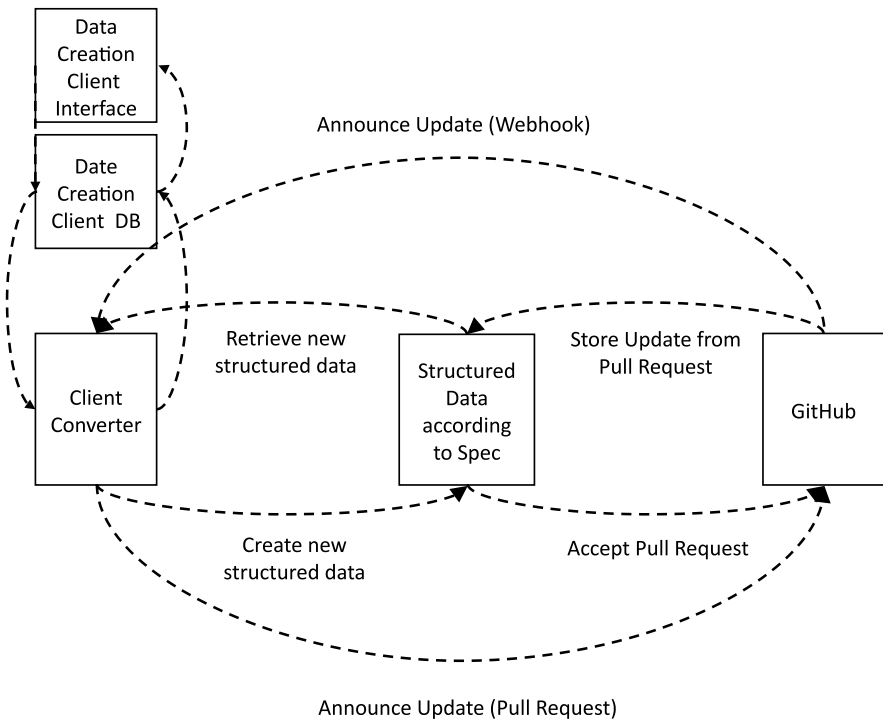 Data
Creation
Client
Interface
Date
Creation
Client DB
Announce Update (Webhook)
Retrieve new
structured data
Store Update from
Pull Request
Client
Converter
Structured
Data
according
to Spec
GitHub
Create new
structured data
Accept Pull Request
Announce Update (Pull Request)